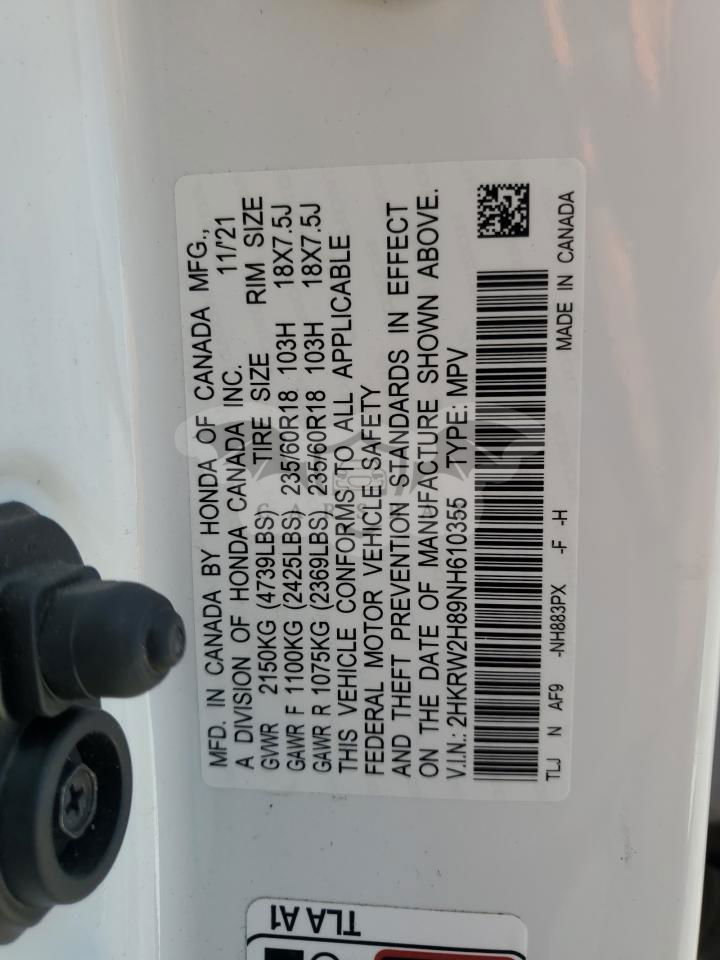 MFD. IN CANADA BY HONDA OF CANADA MFG.,
A DIVISION OF HONDA CANADA INC. 11/'21
GVWR 2150KG (4739LBS) TIRE SIZE RIM SIZE
GAWR F 1100KG (2425LBS) 235/60R18 103H 18X7.5J
GAWR R 1075KG (2369LBS) 235/60R18 103H 18X7.5J
THIS VEHICLE CONFORMS TO ALL APPLICABLE
FEDERAL MOTOR VEHICLE SAFETY
AND THEFT PREVENTION STANDARDS IN EFFECT
ON THE DATE OF MANUFACTURE SHOWN ABOVE.
V.I.N.: 2HKRW2H89NH610355 TYPE: MPV
TLJ N AF9 -NH883PX -F -H MADE IN CANADA
TLA A1